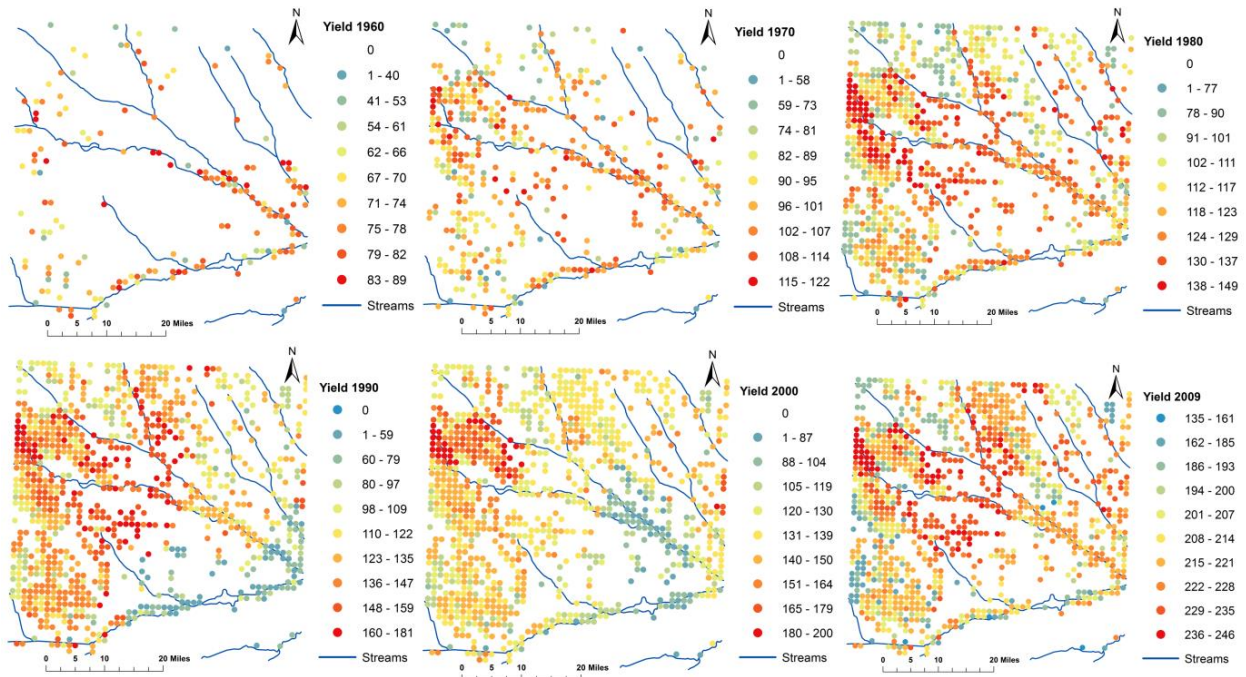 N
Yield 1960
0
1 - 40
41 - 53
54 - 61
62 - 66
67 - 70
71 - 74
75 - 78
79 - 82
83 - 89
Streams
0 5 10 20 Miles
N
Yield 1970
0
1 - 58
59 - 73
74 - 81
82 - 89
90 - 95
96 - 101
102 - 107
108 - 114
115 - 122
Streams
0 5 10 20 Miles
N
Yield 1980
0
1 - 77
78 - 90
91 - 101
102 - 111
112 - 117
118 - 123
124 - 129
130 - 137
138 - 149
Streams
0 5 10 20 Miles
N
Yield 1990
0
1 - 59
60 - 79
80 - 97
98 - 109
110 - 122
123 - 135
136 - 147
148 - 159
160 - 181
Streams
0 5 10 20 Miles
N
Yield 2000
0
1 - 87
88 - 104
105 - 119
120 - 130
131 - 139
140 - 150
151 - 164
165 - 179
180 - 200
Streams
0 5 10 20 Miles
N
Yield 2009
135 - 161
162 - 185
186 - 193
194 - 200
201 - 207
208 - 214
215 - 221
222 - 228
229 - 235
236 - 246
Streams
0 5 10 20 Miles